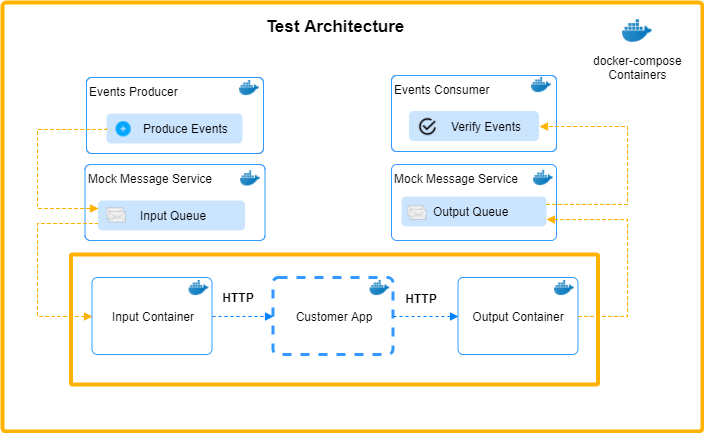 Test Architecture
docker-compose
Containers
Events Producer
Produce Events
Events Consumer
Verify Events
Mock Message Service
Input Queue
Mock Message Service
Output Queue
Input Container
HTTP
Customer App
HTTP
Output Container